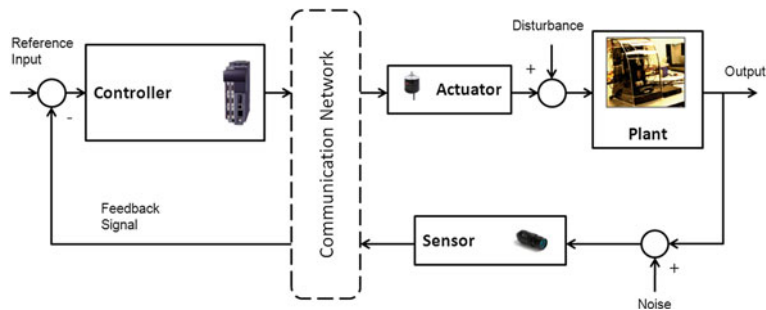 Reference
Input
-
Controller
Communication Network
Actuator
Disturbance
+
Plant
Output
Feedback
Signal
Sensor
+
Noise